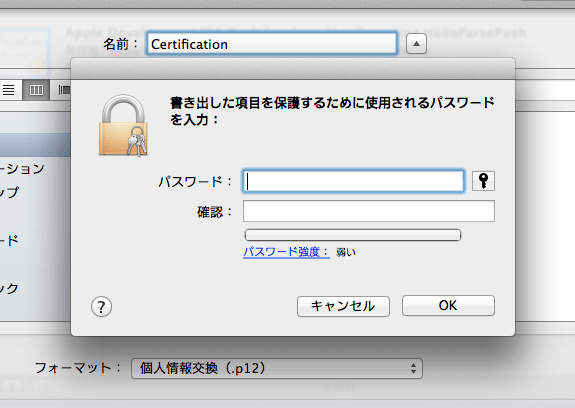 HelloParsePush
名前： Certification
書き出した項目を保護するために使用されるパスワード
を入力：
ーション
パスワード：
ップ
確認：
ード
パスワード強度： 弱い
ック
?
キャンセル
OK
フォーマット： 個人情報交換（.p12）